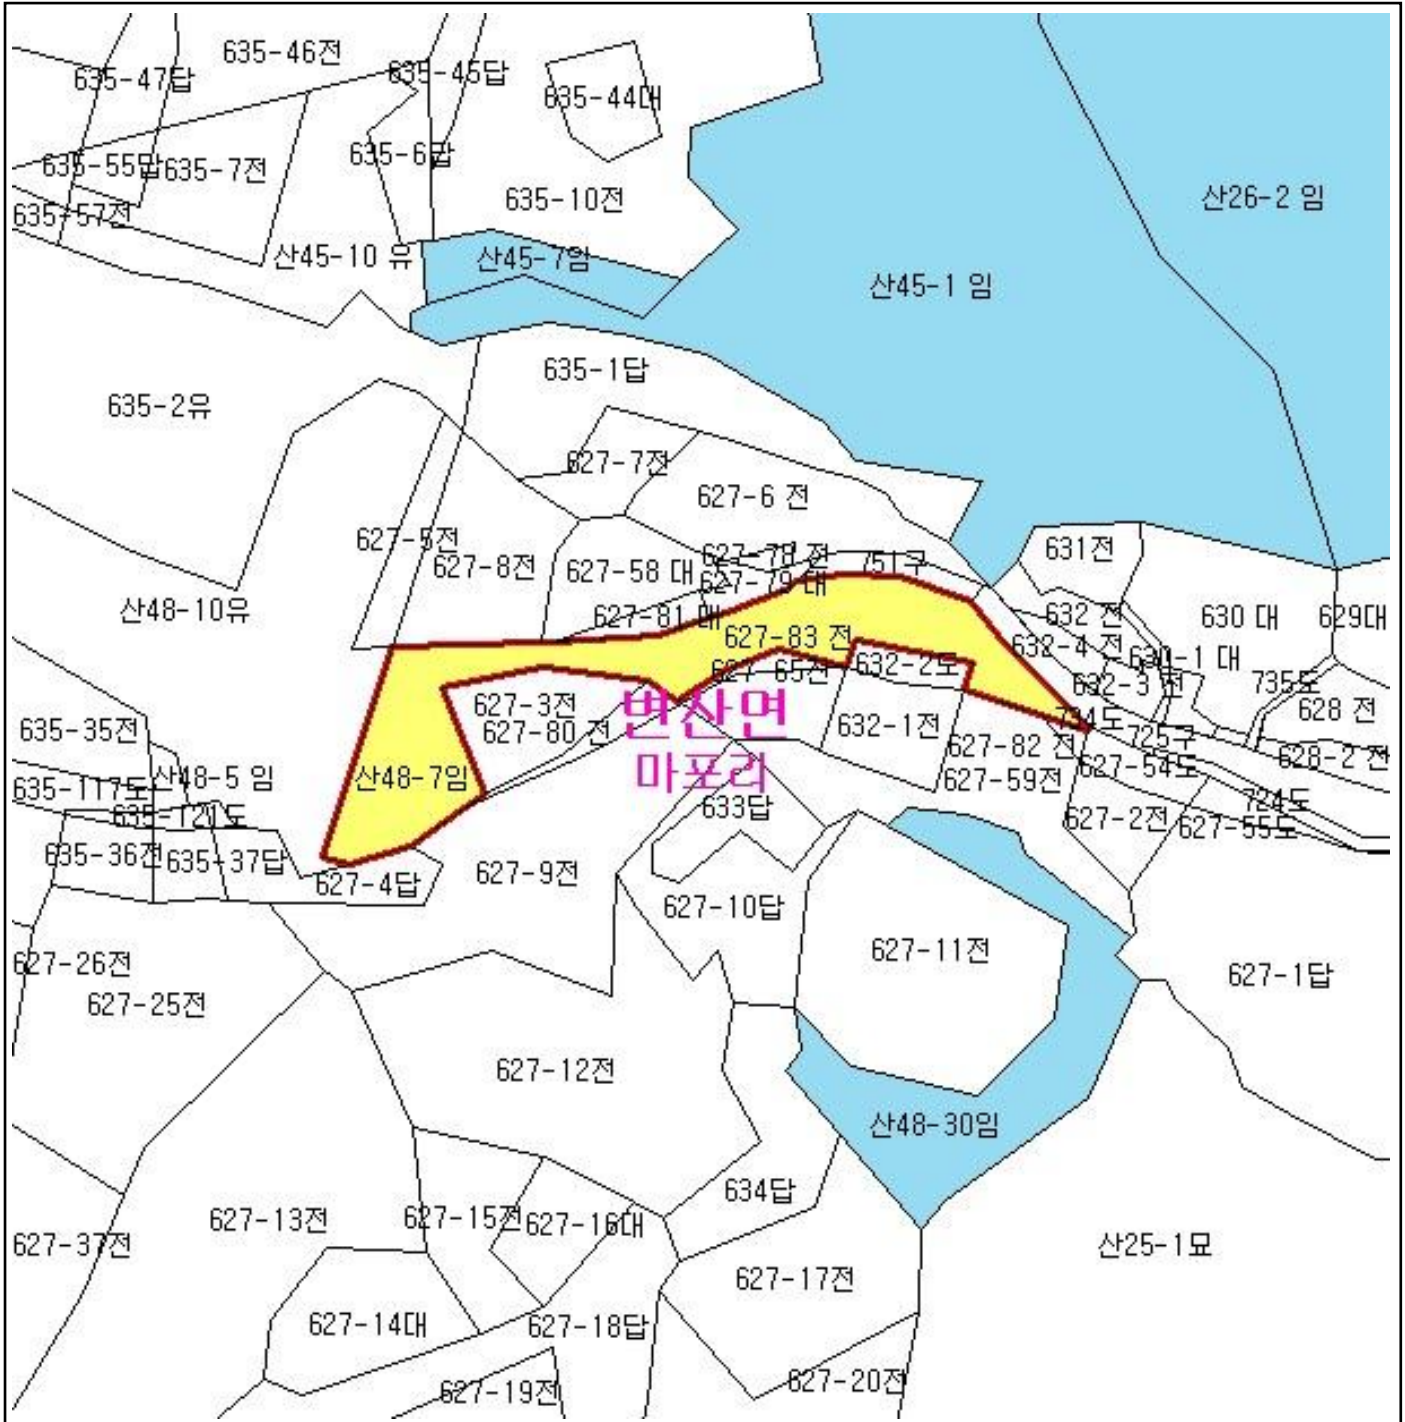 635-46전
635-47답
635-45답
635-44대
635-55답
635-7전
635-6답
635-10전
635-57전
산26-2 임
산45-10 유
산45-7임
산45-1 임
635-1답
635-2유
627-7전
627-6 전
627-5전
627-8전
627-58 대
627-78 전
751구
631전
627-79 대
산48-10유
627-81 대
627-83 전
632 전
630 대
629대
632-4 전
630-1 대
627-65전
632-2도
632-3 전
735도
627-3전
변산면
628 전
635-35전
627-80 전
632-1전
734도
627-82 전
725구
628-2 전
산48-5 임
산48-7임
마포리
627-59전
627-54도
635-117도
724도
635-121도
633답
627-2전
627-55도
635-36전
635-37답
627-4답
627-9전
627-10답
627-26전
627-11전
627-1답
627-25전
627-12전
산48-30임
634답
627-13전
627-15전
627-16대
627-37전
산25-1묘
627-17전
627-14대
627-18답
627-19전
627-20전